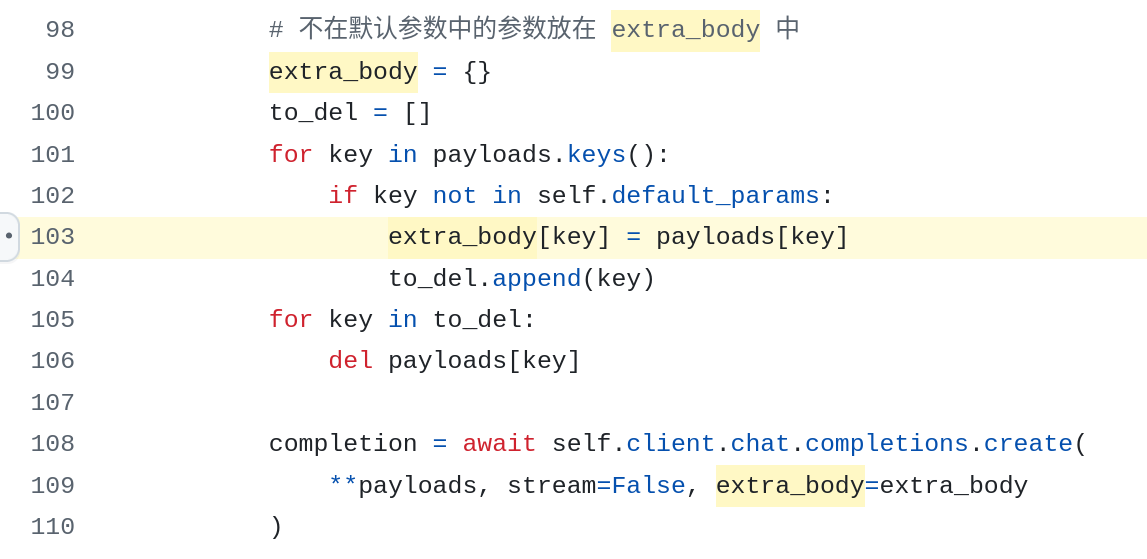 98 # 不在默认参数中的参数放在 extra_body 中
99 extra_body = {}
100 to_del = []
101 for key in payloads.keys():
102 if key not in self.default_params:
103 extra_body[key] = payloads[key]
104 to_del.append(key)
105 for key in to_del:
106 del payloads[key]
107
108 completion = await self.client.chat.completions.create(
109 **payloads, stream=False, extra_body=extra_body
110 )